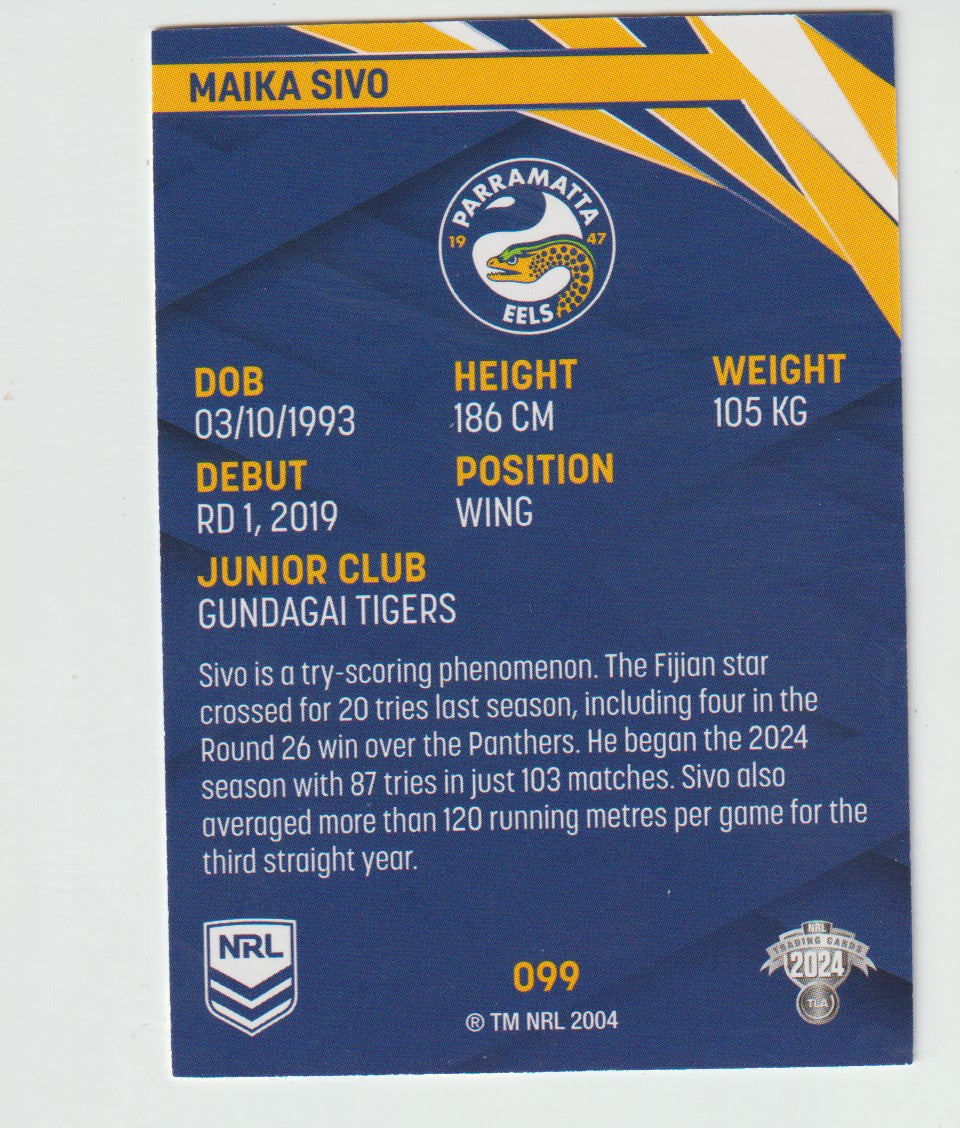 MAIKA SIVO
PARRAMATTA
19 47
EELS
DOB HEIGHT WEIGHT
03/10/1993 186 CM 105 KG
DEBUT POSITION
RD 1, 2019 WING
JUNIOR CLUB
GUNDAGAI TIGERS
Sivo is a try-scoring phenomenon. The Fijian star
crossed for 20 tries last season, including four in the
Round 26 win over the Panthers. He began the 2024
season with 87 tries in just 103 matches. Sivo also
averaged more than 120 running metres per game for the
third straight year.
NRL
NRL
TRADING CARDS
2024
TLA
099
® TM NRL 2004